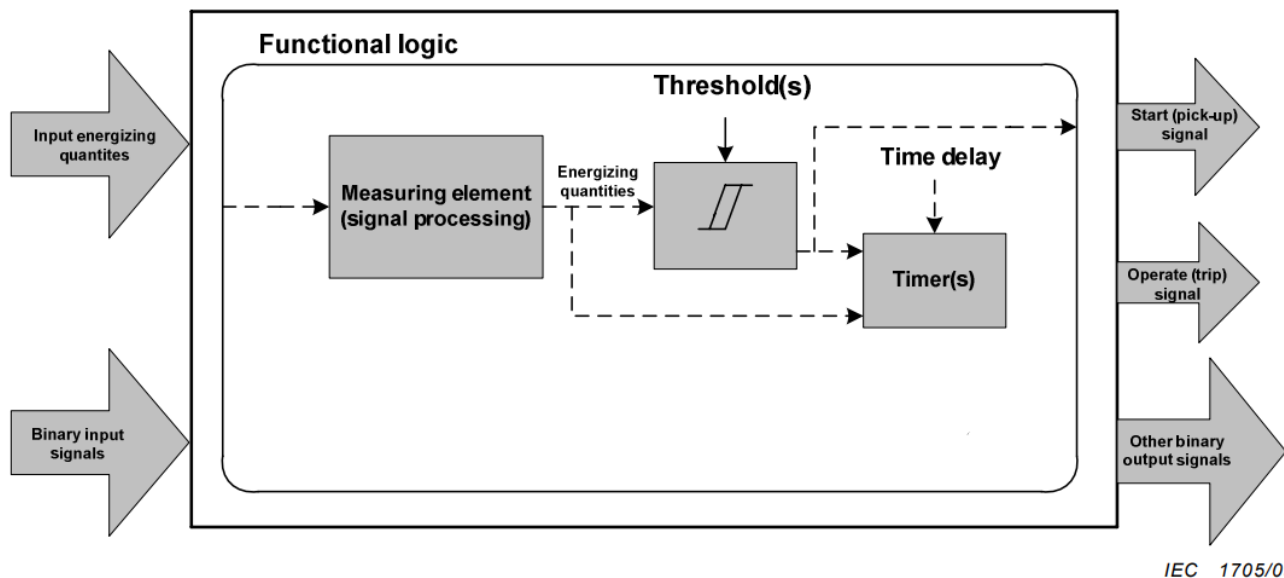 Functional logic
Input energizing
quantites
Threshold(s)
Start (pick-up)
signal
Time delay
Measuring element
(signal processing)
Energizing
quantities
Timer(s)
Operate (trip)
signal
Binary input
signals
Other binary
output signals
IEC 1705/0